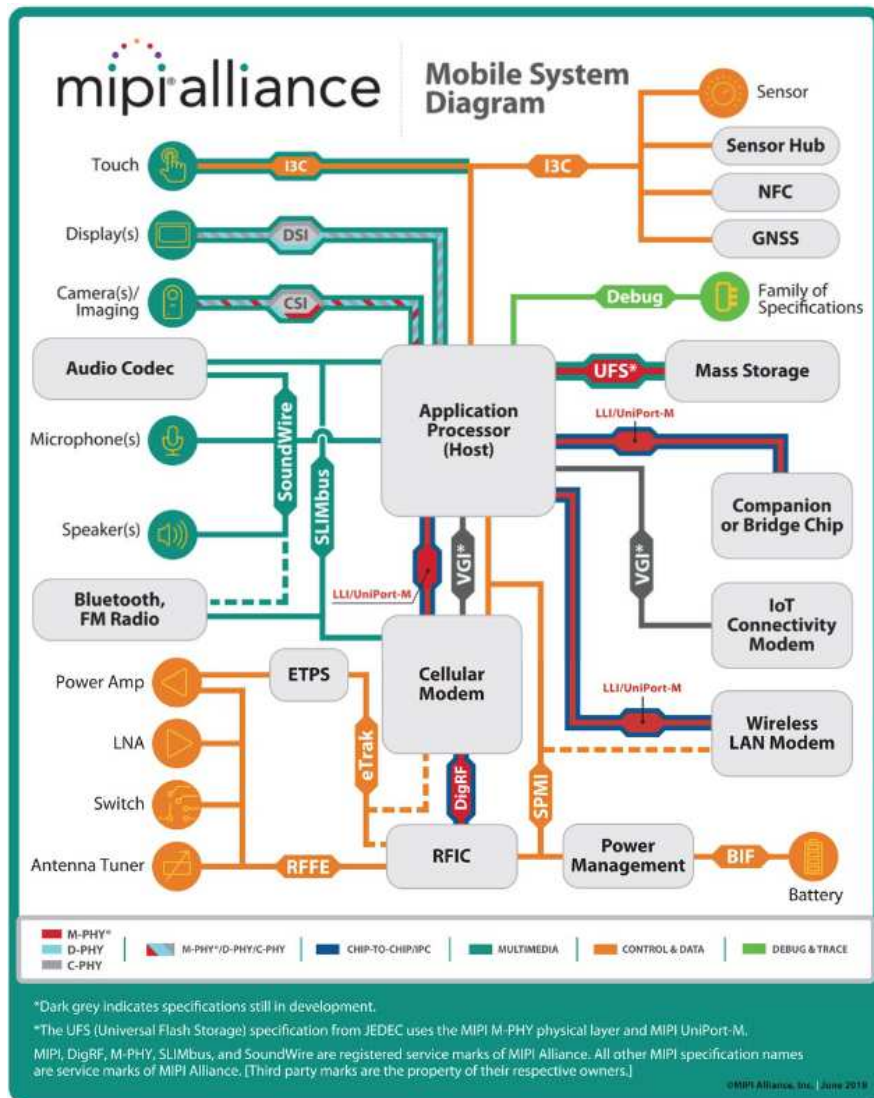 mipi® alliance
Mobile System
Diagram
Sensor
Touch
I3C
I3C
Sensor Hub
NFC
Display(s)
DSI
GNSS
Camera(s)/
Imaging
CSI
Debug
Family of
Specifications
Audio Codec
UFS*
Mass Storage
Application
Processor
(Host)
LLI/UniPort-M
Microphone(s)
SoundWire
SLIMbus
Companion
or Bridge Chip
Speaker(s)
VGI*
VGI*
LLI/UniPort-M
Bluetooth,
FM Radio
IoT
Connectivity
Modem
Cellular
Modem
ETPS
Power Amp
LLI/UniPort-M
Wireless
LAN Modem
LNA
eTrak
DigRF
SPMI
Switch
Antenna Tuner
RFFE
RFIC
Power
Management
BIF
Battery
M-PHY*
D-PHY
C-PHY
M-PHY*/D-PHY/C-PHY
CHIP-TO-CHIP/IPC
MULTIMEDIA
CONTROL & DATA
DEBUG & TRACE
*Dark grey indicates specifications still in development.
*The UFS (Universal Flash Storage) specification from JEDEC uses the MIPI M-PHY physical layer and MIPI UniPort-M.
MIPI, DigRF, M-PHY, SLIMbus, and SoundWire are registered service marks of MIPI Alliance. All other MIPI specification names
are service marks of MIPI Alliance. [Third party marks are the property of their respective owners.]
©MIPI Alliance, Inc. | June 2018